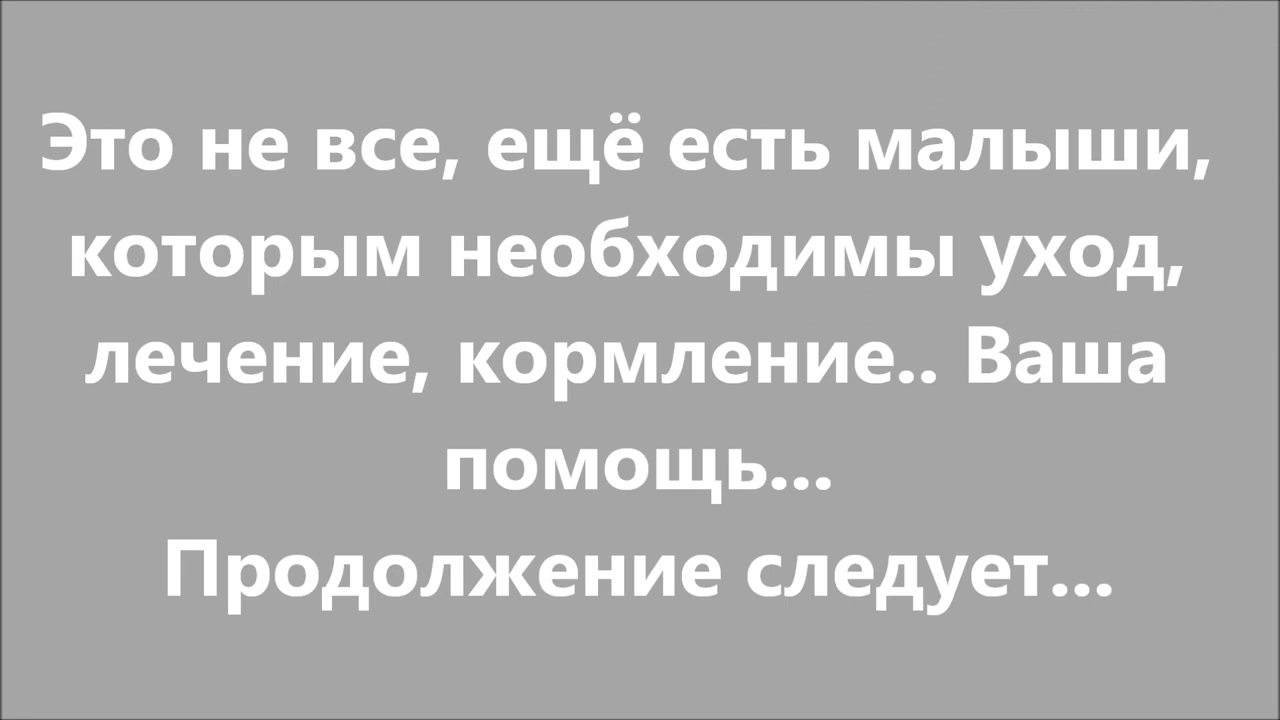 Это не все, ещё есть малыши,
которым необходимы уход,
лечение, кормление.. Ваша
помощь...
Продолжение следует...